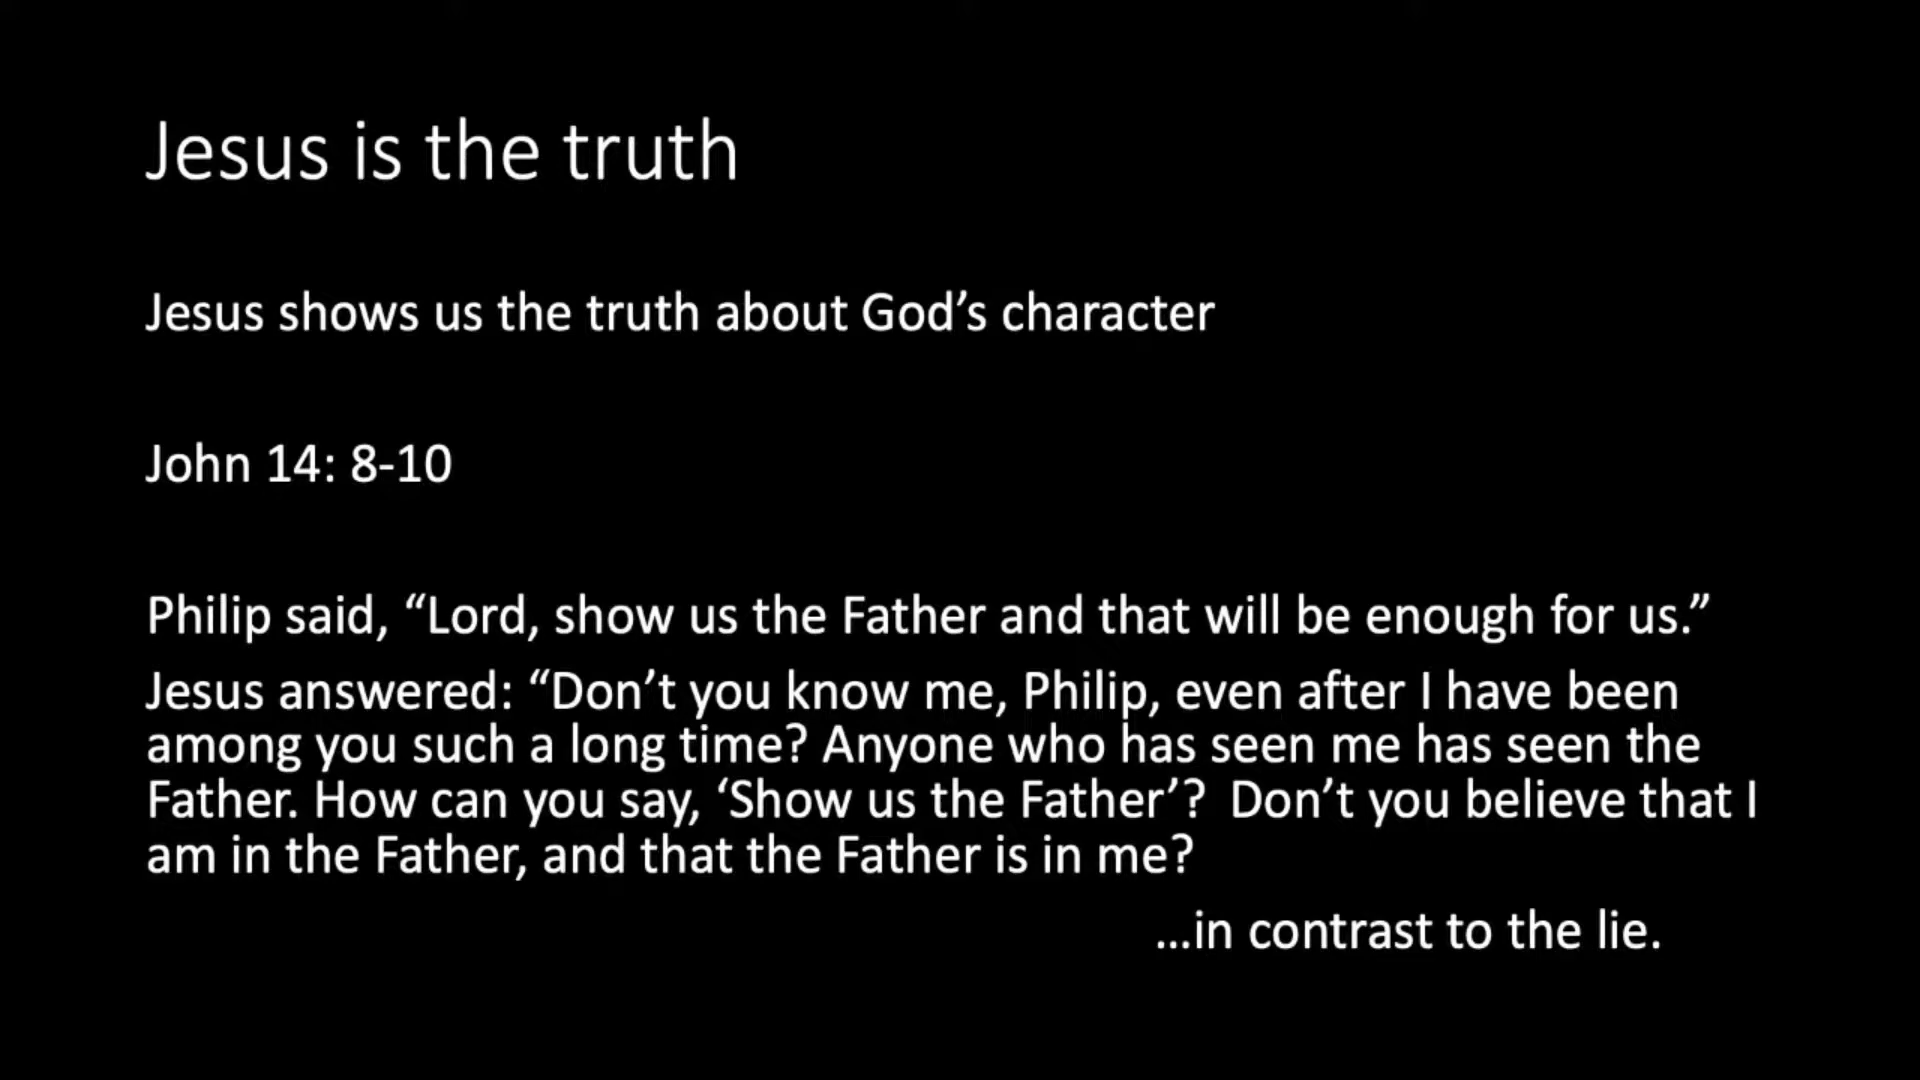 Jesus is the truth
Jesus shows us the truth about God’s character
John 14: 8-10
Philip said, “Lord, show us the Father and that will be enough for us.”
Jesus answered: “Don’t you know me, Philip, even after I have been
among you such a long time? Anyone who has seen me has seen the
Father. How can you say, ‘Show us the Father’?  Don’t you believe that I
am in the Father, and that the Father is in me?
…in contrast to the lie.